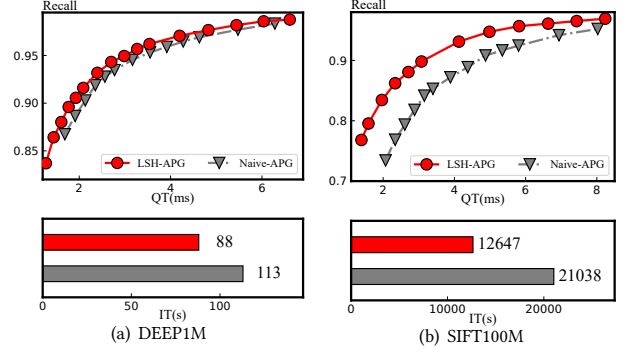 Recall
0.95
0.90
0.85
LSH-APG
Naive-APG
2
4
6
QT(ms)
88
113
0
100
IT(s)
(a) DEEP1M
Recall
0.9
0.8
0.7
LSH-APG
Naive-APG
2
4
6
8
QT(ms)
12647
21038
0
10000
20000
IT(s)
(b) SIFT100M